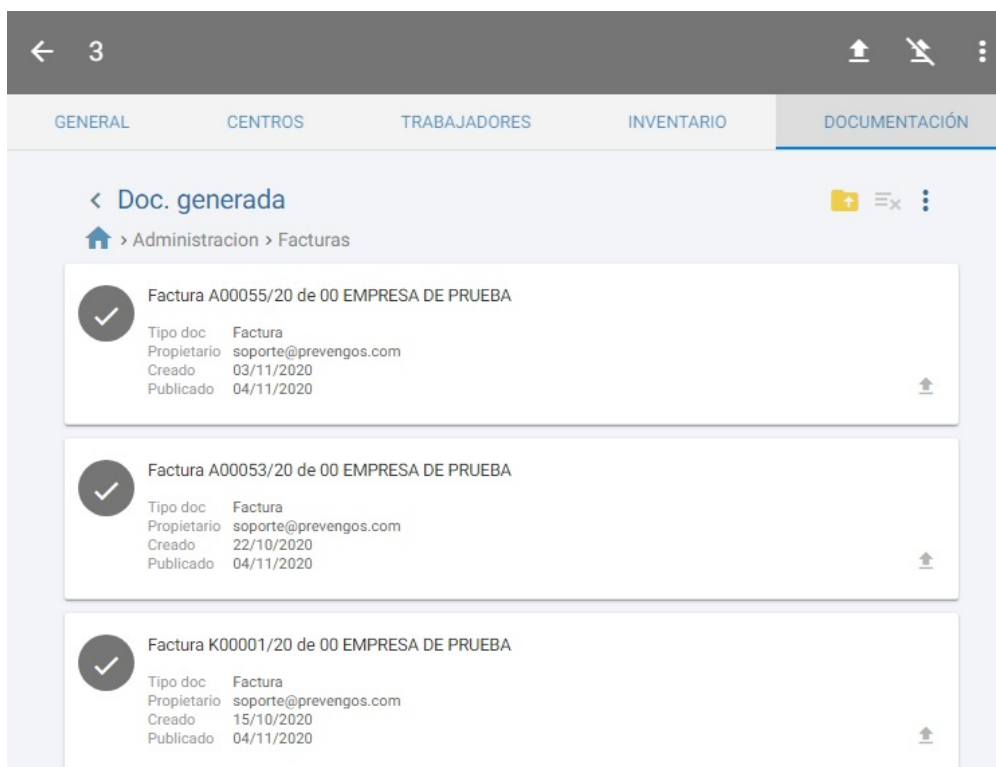 3
GENERAL CENTROS TRABAJADORES INVENTARIO DOCUMENTACIÓN
Doc. generada
> Administracion > Facturas
Factura A00055/20 de 00 EMPRESA DE PRUEBA
Tipo doc Factura
Propietario soporte@prevengos.com
Creado 03/11/2020
Publicado 04/11/2020
Factura A00053/20 de 00 EMPRESA DE PRUEBA
Tipo doc Factura
Propietario soporte@prevengos.com
Creado 22/10/2020
Publicado 04/11/2020
Factura K00001/20 de 00 EMPRESA DE PRUEBA
Tipo doc Factura
Propietario soporte@prevengos.com
Creado 15/10/2020
Publicado 04/11/2020